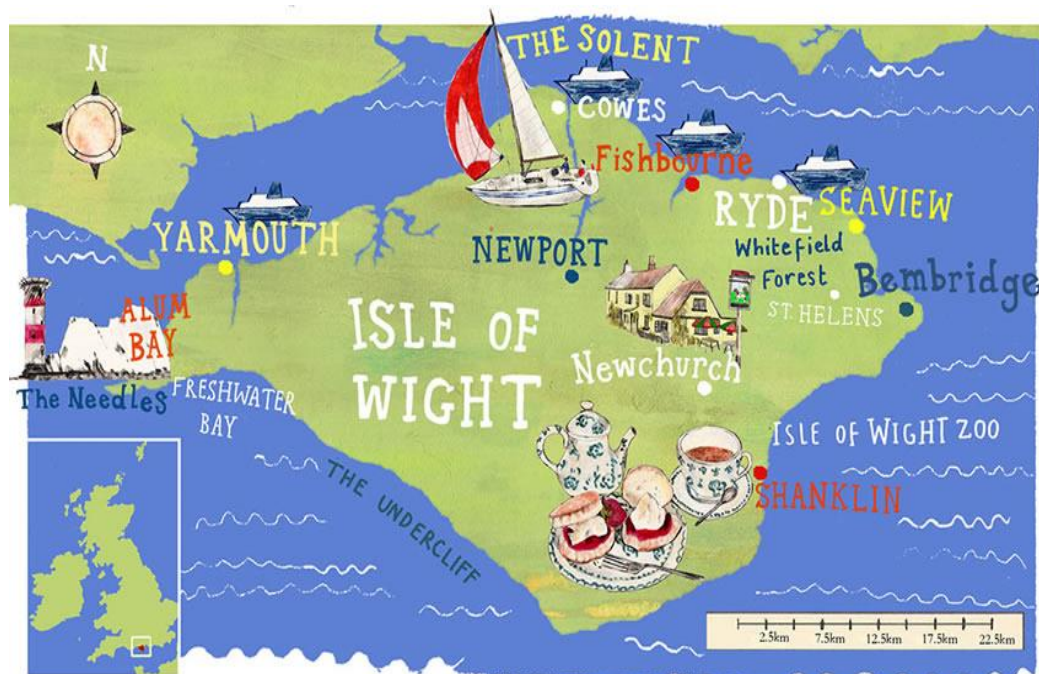 N
THE SOLENT
COWES
Fishbourne
RYDE
SEAVIEW
YARMOUTH
NEWPORT
Whitefield
Forest
Bembridge
ST. HELENS
ALUM
BAY
ISLE OF
WIGHT
Newchurch
The Needles
FRESHWATER
BAY
ISLE OF WIGHT ZOO
THE UNDERCLIFF
SHANKLIN
2.5km 7.5km 12.5km 17.5km 22.5km